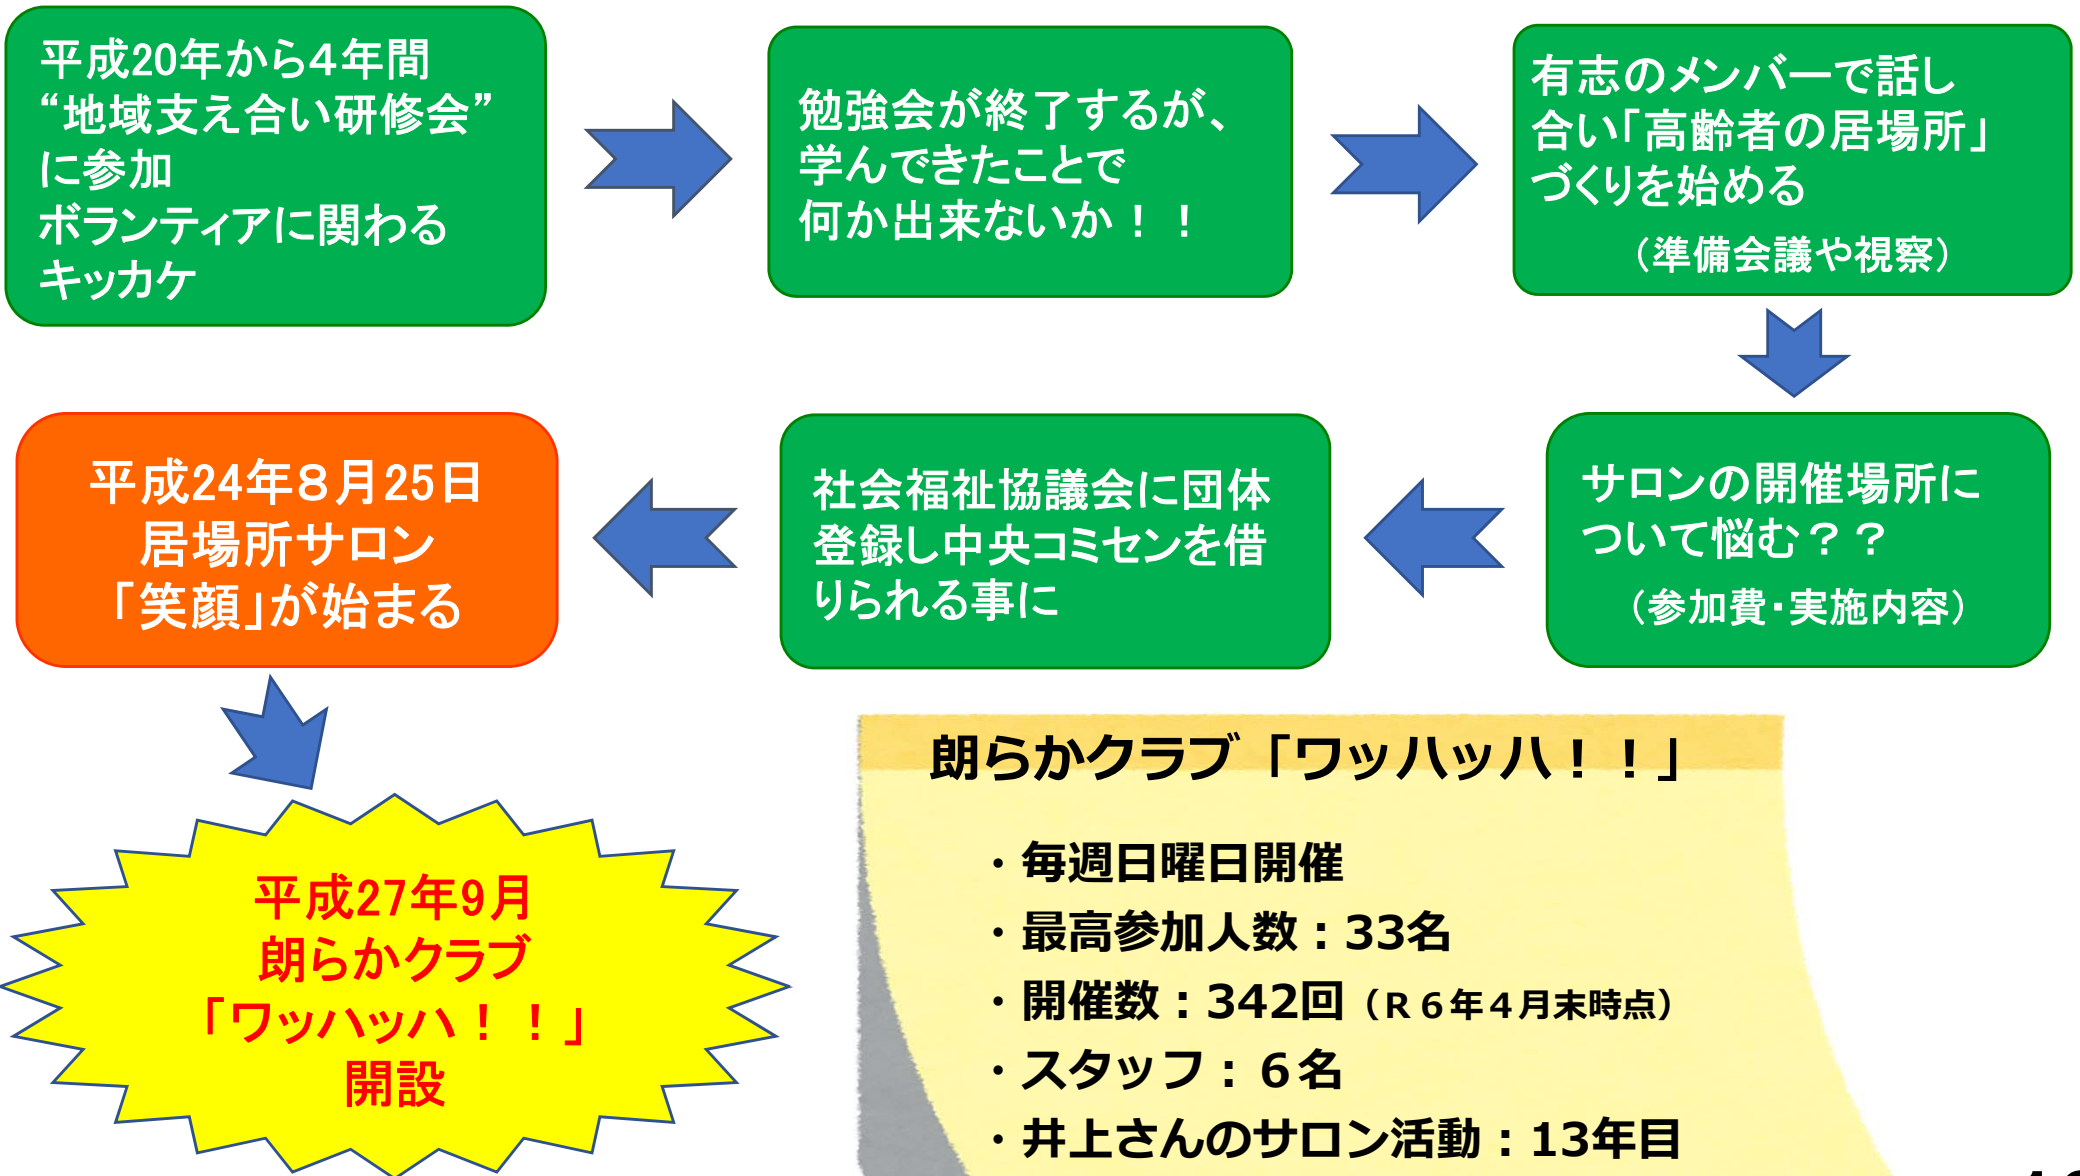 平成20年から4年間
“地域支え合い研修会”
に参加
ボランティアに関わる
キッカケ
勉強会が終了するが、
学んできたことで
何か出来ないか！！
有志のメンバーで話し
合い「高齢者の居場所」
づくりを始める
（準備会議や視察）
サロンの開催場所に
ついて悩む？？
（参加費・実施内容）
社会福祉協議会に団体
登録し中央コミセンを借
りられる事に
平成24年８月25日
居場所サロン
「笑顔」が始まる
平成27年9月
朗らかクラブ
「ワッハッハ！！」
開設
朗らかクラブ「ワッハッハ！！」
・毎週日曜日開催
・最高参加人数：33名
・開催数：342回（R６年４月末時点）
・スタッフ：６名
・井上さんのサロン活動：13年目